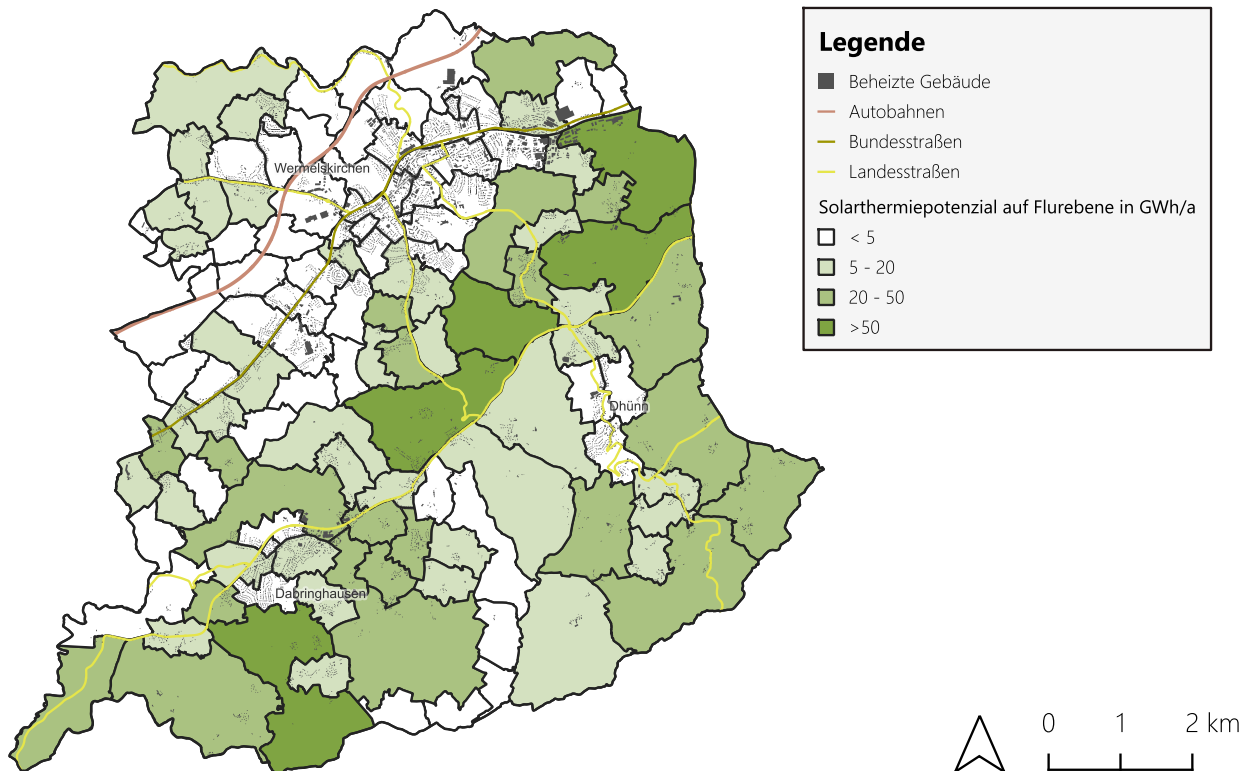 Legende
Beheizte Gebäude
Autobahnen
Bundesstraßen
Landesstraßen
Solarthermiepotenzial auf Flurebene in GWh/a
< 5
5 - 20
20 - 50
>50
Wermelskirchen
Dhünn
Dabringhausen
0 1 2 km